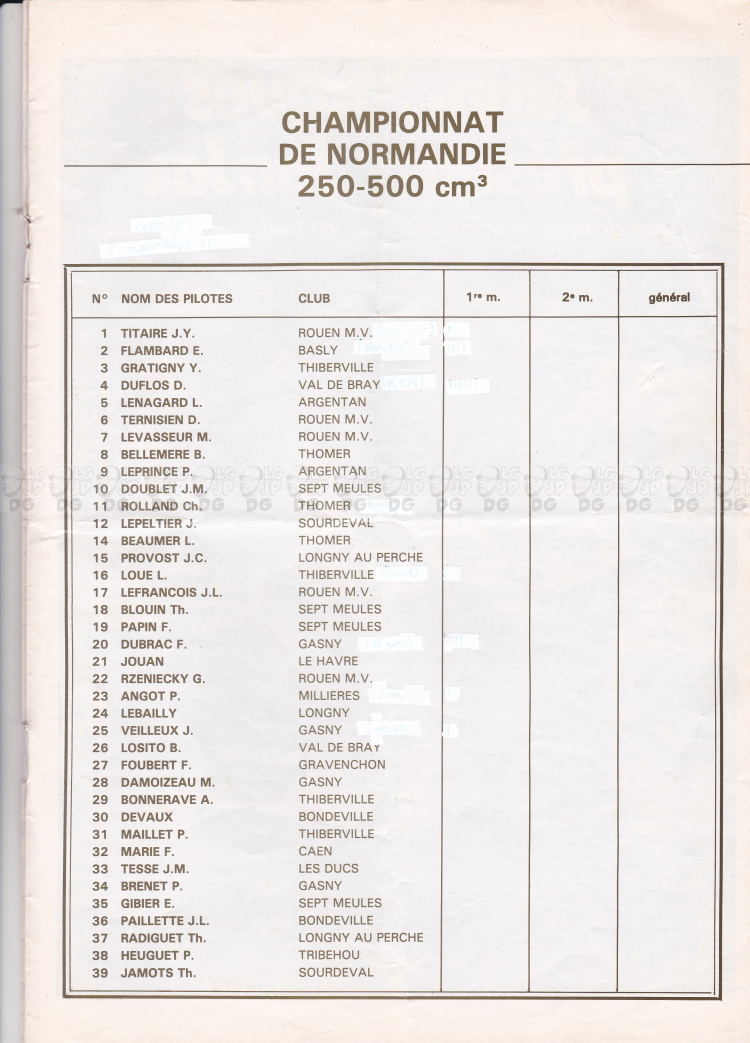 CHAMPIONNAT
DE NORMANDIE
250-500 cm³
Nº NOM DES PILOTES CLUB 1re m. 2e m. général
1 TITAIRE J.Y. ROUEN M.V.
2 FLAMBARD E. BASLY
3 GRATIGNY Y. THIBERVILLE
4 DUFLOS D. VAL DE BRAY
5 LENAGARD L. ARGENTAN
6 TERNISIEN D. ROUEN M.V.
7 LEVASSEUR M. ROUEN M.V.
8 BELLEMERE B. THOMER
9 LEPRINCE P. ARGENTAN
10 DOUBLET J.M. SEPT MEULES
11 ROLLAND Ch. THOMER
12 LEPELTIER J. SOURDEVAL
14 BEAUMER L. THOMER
15 PROVOST J.C. LONGNY AU PERCHE
16 LOUE L. THIBERVILLE
17 LEFRANCOIS J.L. ROUEN M.V.
18 BLOUIN Th. SEPT MEULES
19 PAPIN F. SEPT MEULES
20 DUBRAC F. GASNY
21 JOUAN LE HAVRE
22 RZENIECKY G. ROUEN M.V.
23 ANGOT P. MILLIERES
24 LEBAILLY LONGNY
25 VEILLEUX J. GASNY
26 LOSITO B. VAL DE BRAY
27 FOUBERT F. GRAVENCHON
28 DAMOIZEAU M. GASNY
29 BONNERAVE A. THIBERVILLE
30 DEVAUX BONDEVILLE
31 MAILLET P. THIBERVILLE
32 MARIE F. CAEN
33 TESSE J.M. LES DUCS
34 BRENET P. GASNY
35 GIBIER E. SEPT MEULES
36 PAILLETTE J.L. BONDEVILLE
37 RADIGUET Th. LONGNY AU PERCHE
38 HEUGUET P. TRIBEHOU
39 JAMOTS Th. SOURDEVAL